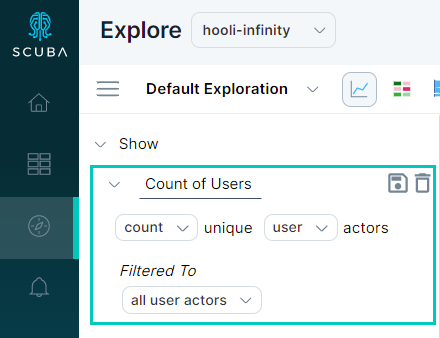 SCUBA
Explore hooli-infinity
Default Exploration
Show
Count of Users
count unique user actors
Filtered To
all user actors